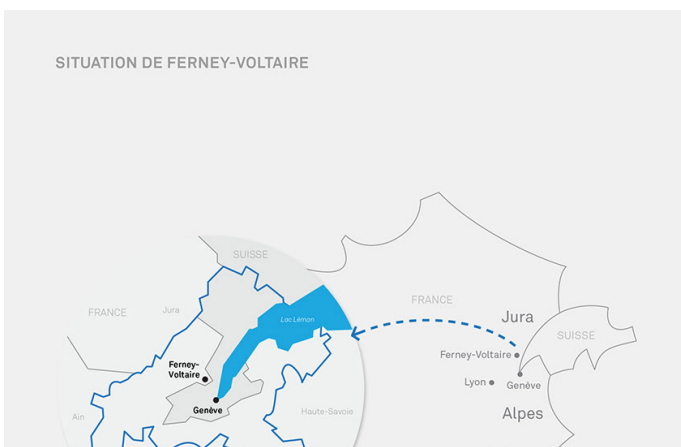 SITUATION DE FERNEY-VOLTAIRE
SUISSE
FRANCE
Jura
Lac Léman
Ferney-
Voltaire
Genève
Ain
Haute-Savoie
FRANCE
Jura
SUISSE
Ferney-Voltaire
Lyon
Genève
Alpes